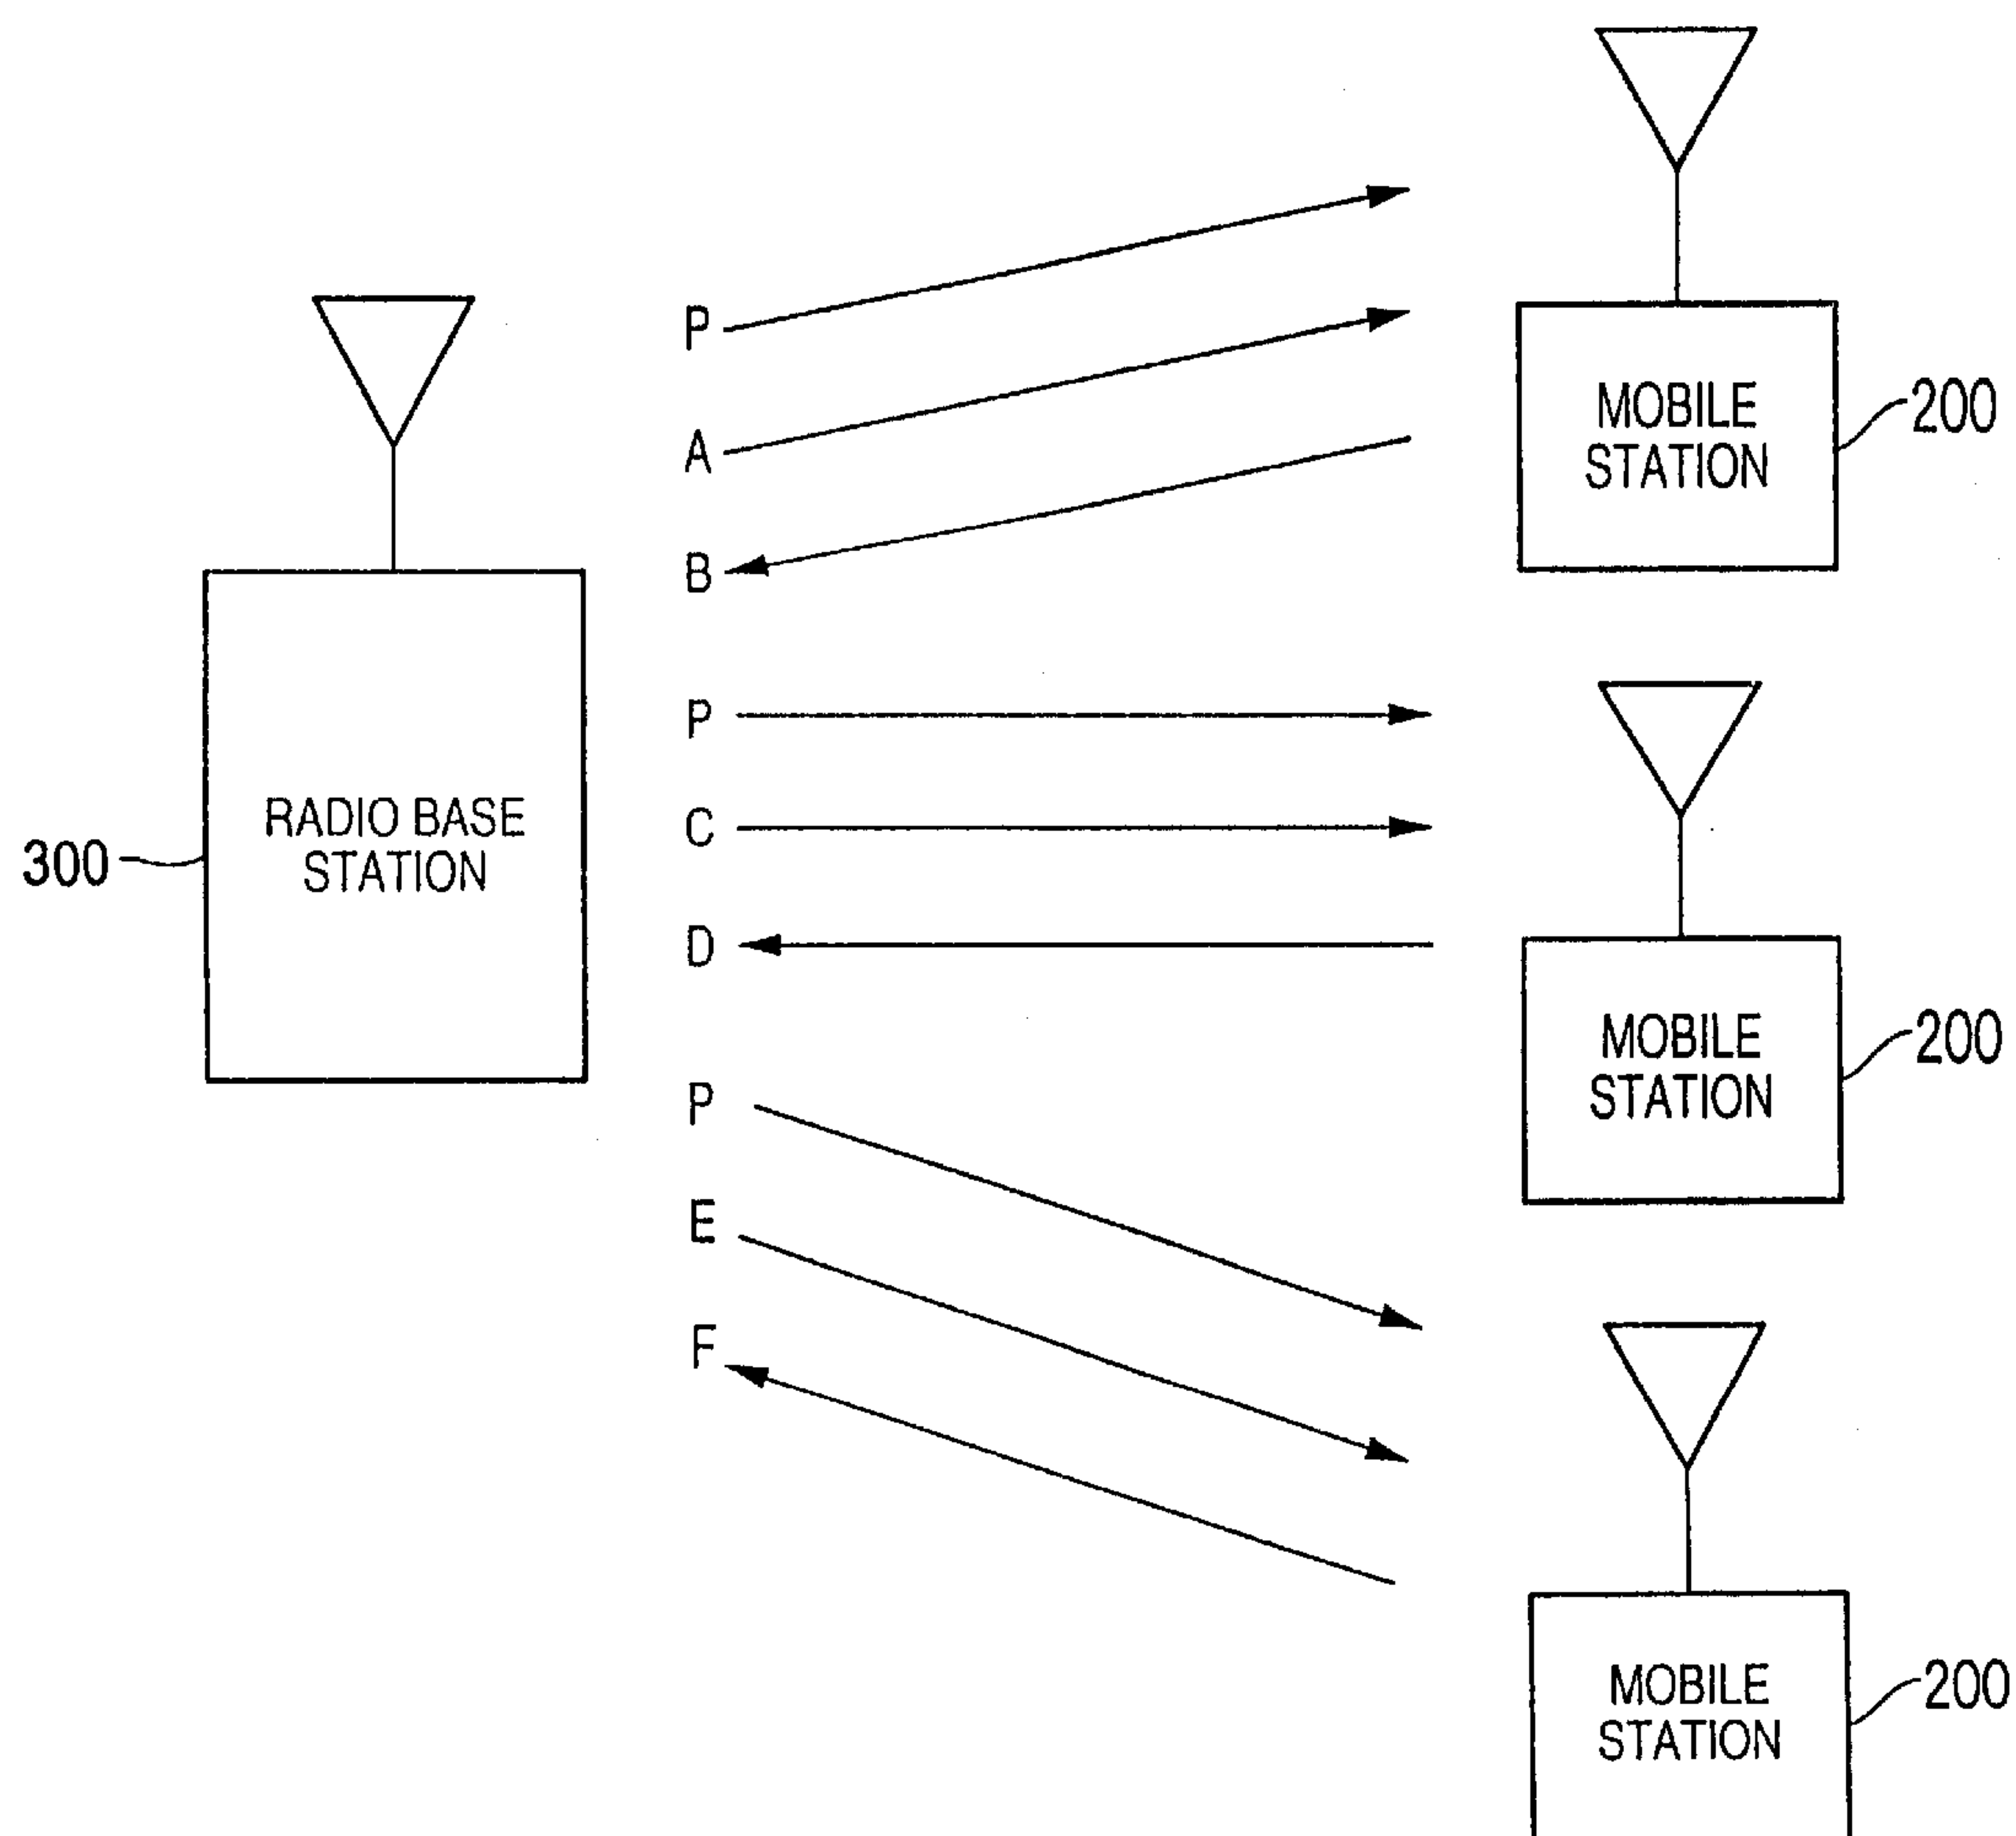 P
A
MOBILE
STATION
200
B
P
RADIO BASE
STATION
300
C
D
MOBILE
STATION
200
P
E
F
MOBILE
STATION
200